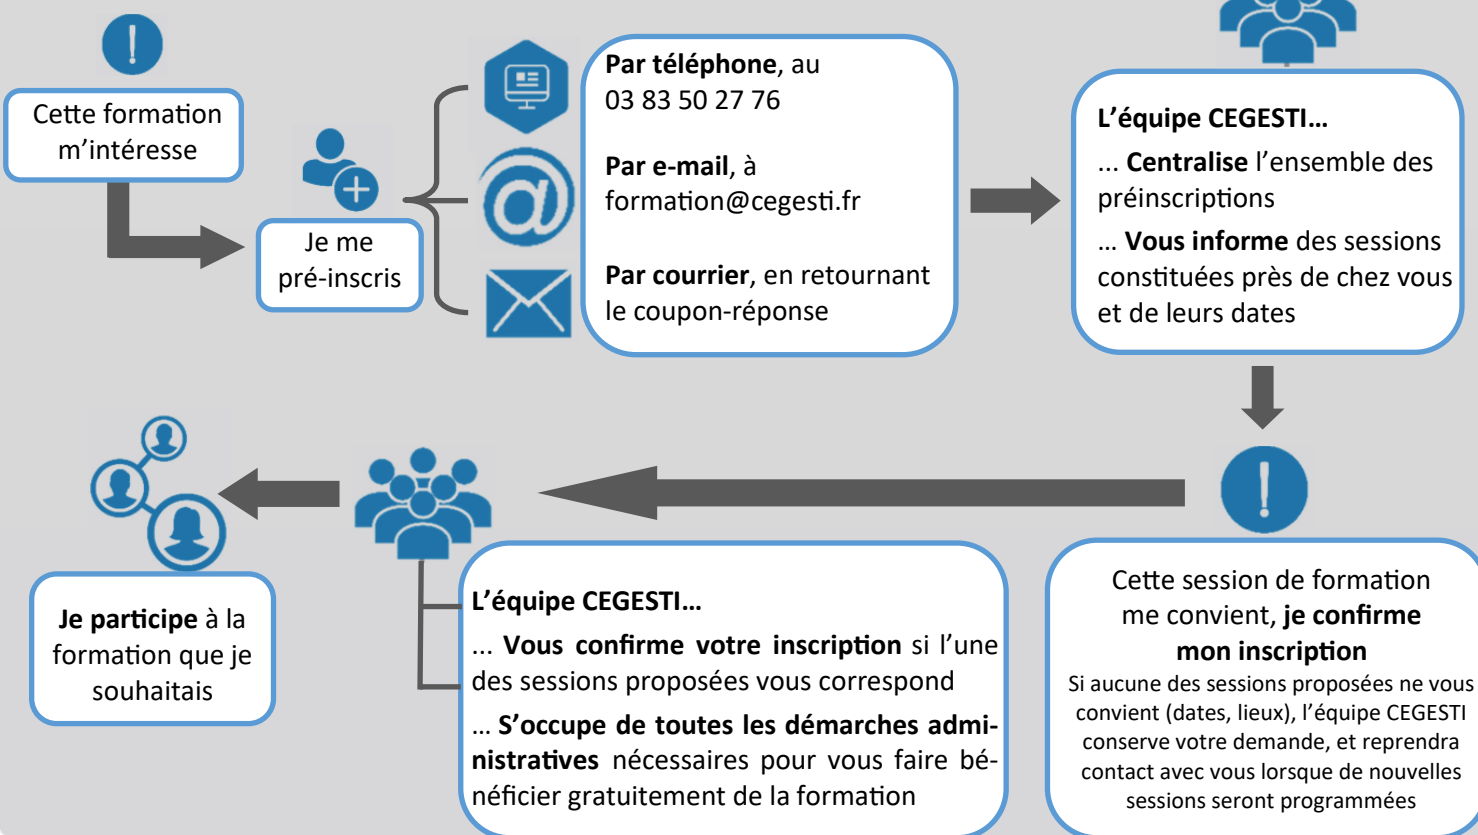 Cette formation
m’intéresse
Je me
pré-inscris
Par téléphone, au
03 83 50 27 76
Par e-mail, à
formation@cegesti.fr
Par courrier, en retournant
le coupon-réponse
L’équipe CEGESTI…
... Centralise l’ensemble des
préinscriptions
… Vous informe des sessions
constituées près de chez vous
et de leurs dates
Cette session de formation
me convient, je confirme
mon inscription
Si aucune des sessions proposées ne vous
convient (dates, lieux), l’équipe CEGESTI
conserve votre demande, et reprendra
contact avec vous lorsque de nouvelles
sessions seront programmées
L’équipe CEGESTI…
... Vous confirme votre inscription si l’une
des sessions proposées vous correspond
… S’occupe de toutes les démarches admi-
nistratives nécessaires pour vous faire bé-
néficier gratuitement de la formation
Je participe à la
formation que je
souhaitais